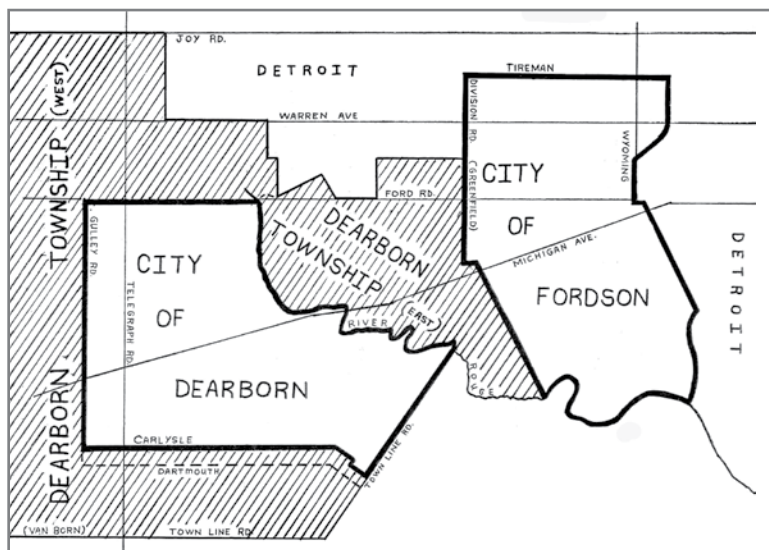 JOY RD.
DETROIT
TIREMAN
WARREN AVE
DIVISION RD. (GREENFIELD)
WYOMING
CITY
OF
FORDSON
FORD RD.
MICHIGAN AVE.
DETROIT
DEARBORN TOWNSHIP (WEST)
DEARBORN
TOWNSHIP
(EAST)
GULLEY RD.
TELEGRAPH RD.
CITY
OF
DEARBORN
RIVER
ROUGE
CARLYSLE
DARTMOUTH
TOWN LINE RD.
(VAN BORN)
TOWN LINE RD.